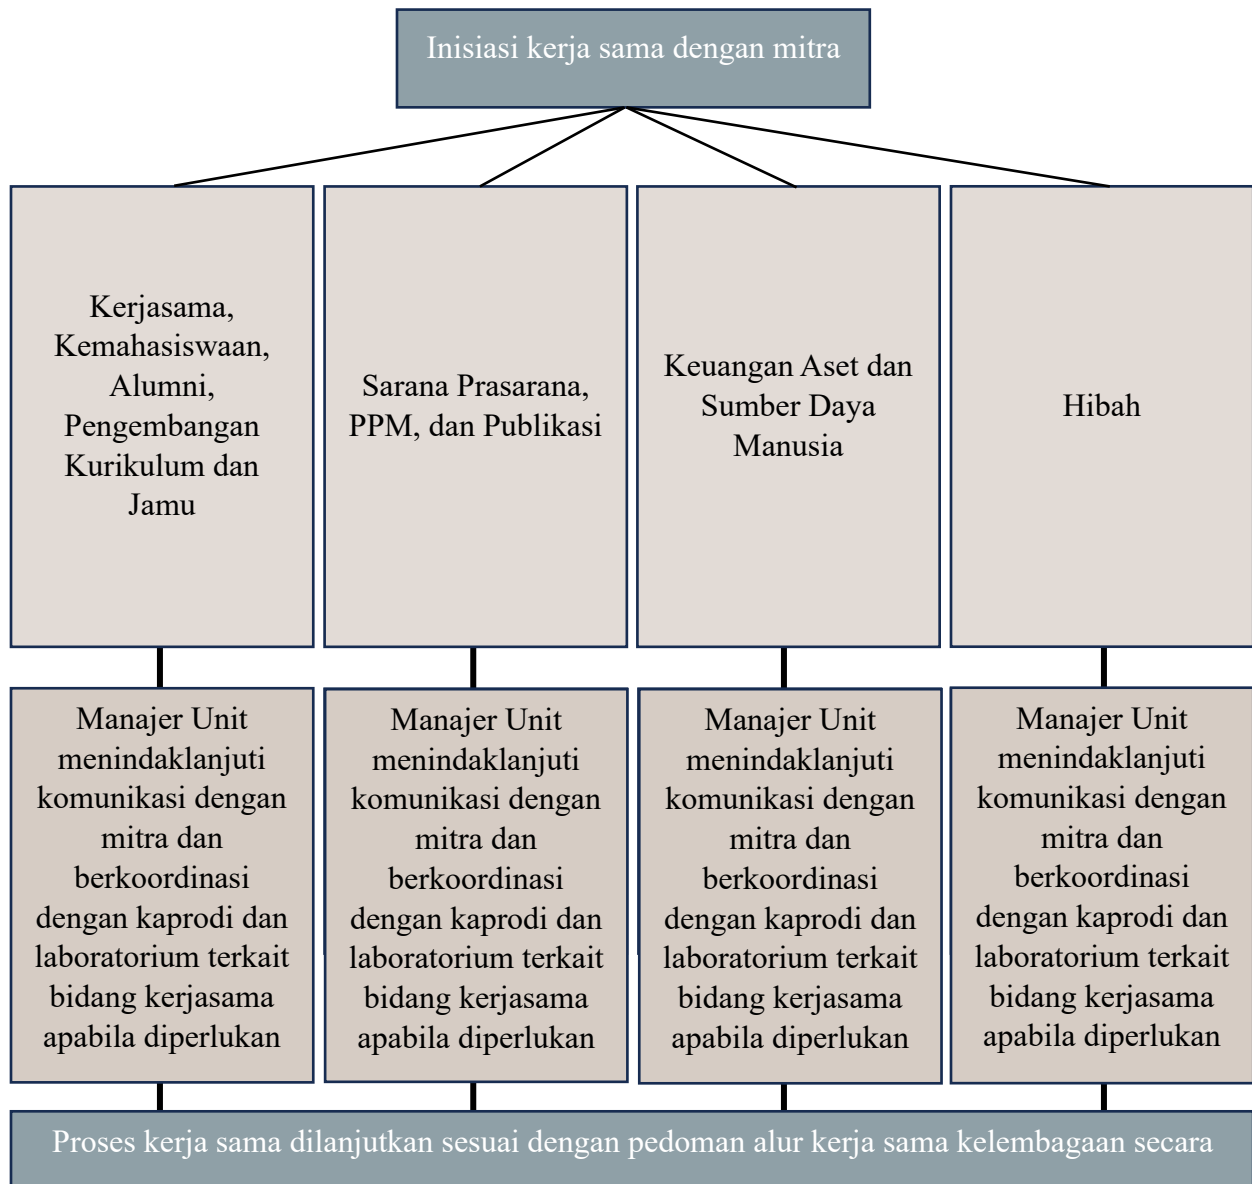 Inisiasi kerja sama dengan mitra
Kerjasama,
Kemahasiswaan,
Alumni,
Pengembangan
Kurikulum dan
Jamu
Sarana Prasarana,
PPM, dan Publikasi
Keuangan Aset dan
Sumber Daya
Manusia
Hibah
Manajer Unit
menindaklanjuti
komunikasi dengan
mitra dan
berkoordinasi
dengan kaprodi dan
laboratorium terkait
bidang kerjasama
apabila diperlukan
Manajer Unit
menindaklanjuti
komunikasi dengan
mitra dan
berkoordinasi
dengan kaprodi dan
laboratorium terkait
bidang kerjasama
apabila diperlukan
Manajer Unit
menindaklanjuti
komunikasi dengan
mitra dan
berkoordinasi
dengan kaprodi dan
laboratorium terkait
bidang kerjasama
apabila diperlukan
Manajer Unit
menindaklanjuti
komunikasi dengan
mitra dan
berkoordinasi
dengan kaprodi dan
laboratorium terkait
bidang kerjasama
apabila diperlukan
Proses kerja sama dilanjutkan sesuai dengan pedoman alur kerja sama kelembagaan secara